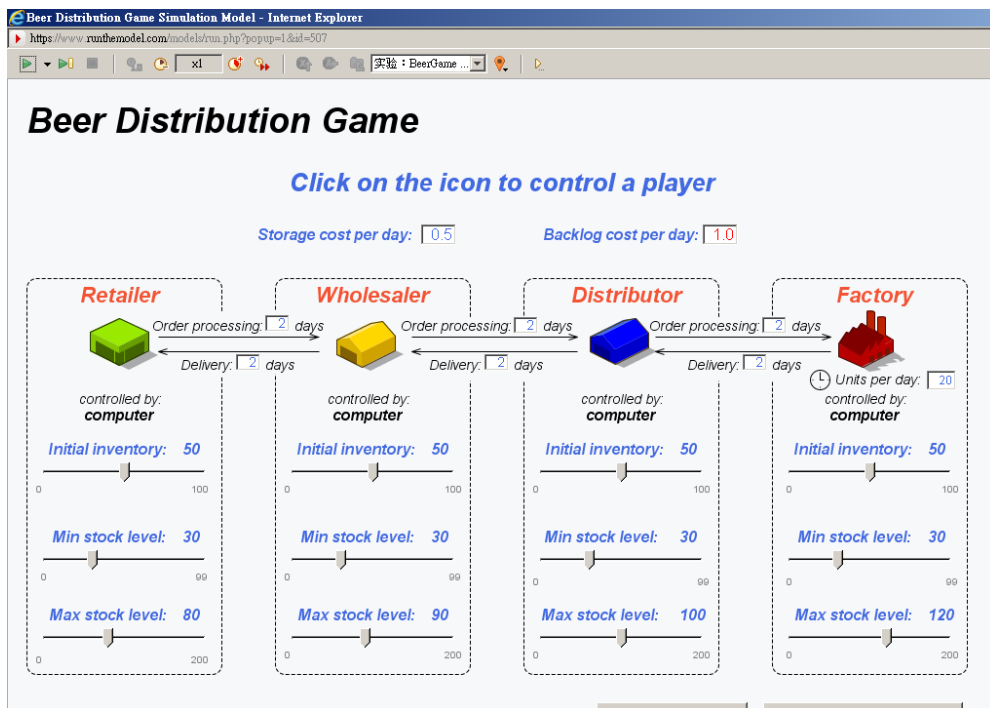 Beer Distribution Game Simulation Model - Internet Explorer
https://www.runthemodel.com/models/run.php?popup=1&id=507
x1 实验：BeerGame ...
Beer Distribution Game
Click on the icon to control a player
Storage cost per day: 0.5 Backlog cost per day: 1.0
Retailer Wholesaler Distributor Factory
Order processing: 2 days Order processing: 2 days Order processing: 2 days
Delivery: 2 days Delivery: 2 days Delivery: 2 days
Units per day: 20
controlled by: controlled by: controlled by: controlled by:
computer computer computer computer
Initial inventory: 50 Initial inventory: 50 Initial inventory: 50 Initial inventory: 50
0 100 0 100 0 100 0 100
Min stock level: 30 Min stock level: 30 Min stock level: 30 Min stock level: 30
0 99 0 99 0 99 0 99
Max stock level: 80 Max stock level: 90 Max stock level: 100 Max stock level: 120
0 200 0 200 0 200 0 200